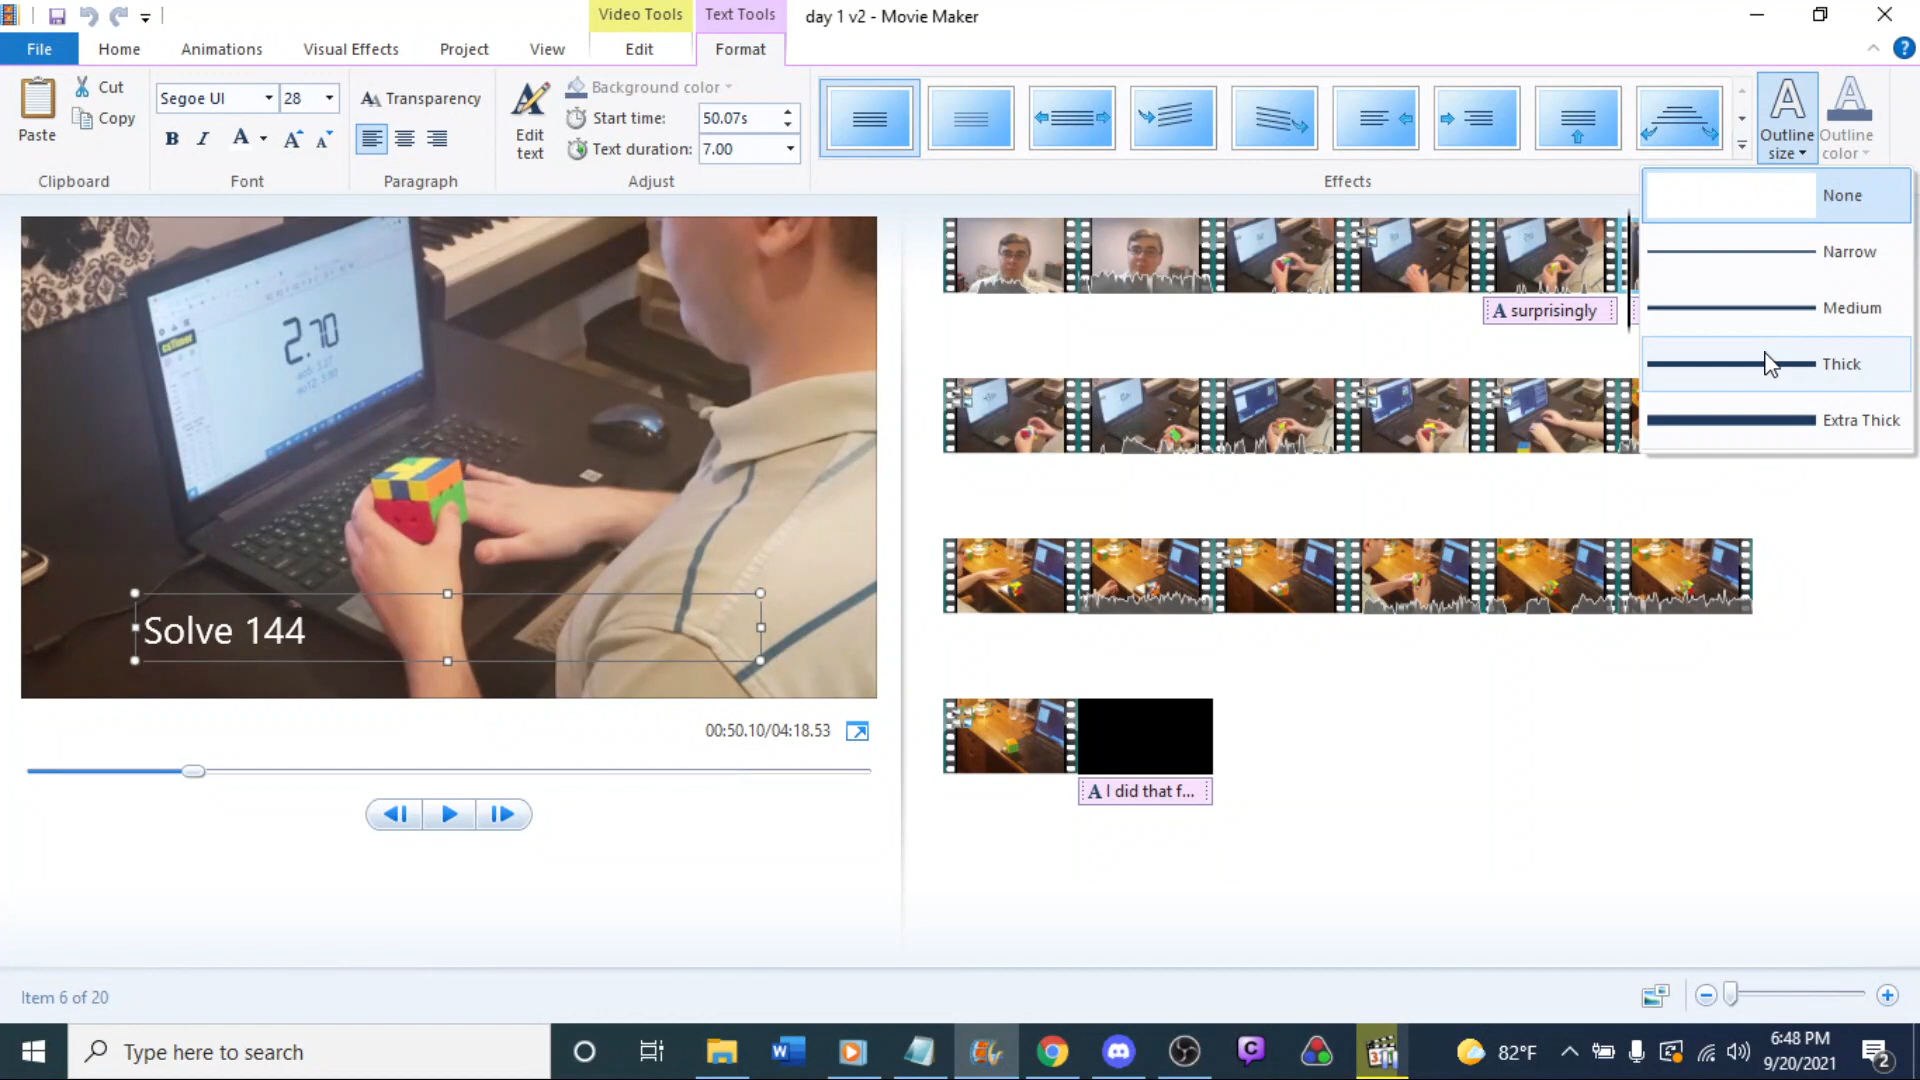 Video Tools
Text Tools
day 1 v2 - Movie Maker
File
Home
Animations
Visual Effects
Project
View
Edit
Format
Paste
Cut
Copy
Clipboard
Segoe UI
28
B
I
A
A
A
Font
AA Transparency
Paragraph
Edit
text
Background color
Start time:
50.07s
Text duration:
7.00
Adjust
Effects
A
Outline
size
A
Outline
color
None
Narrow
Medium
Thick
Extra Thick
csTimer
2.70
Solve 144
00:50.10/04:18.53
A surprisingly
A I did that f...
Item 6 of 20
Type here to search
82°F
6:48 PM
9/20/2021
2